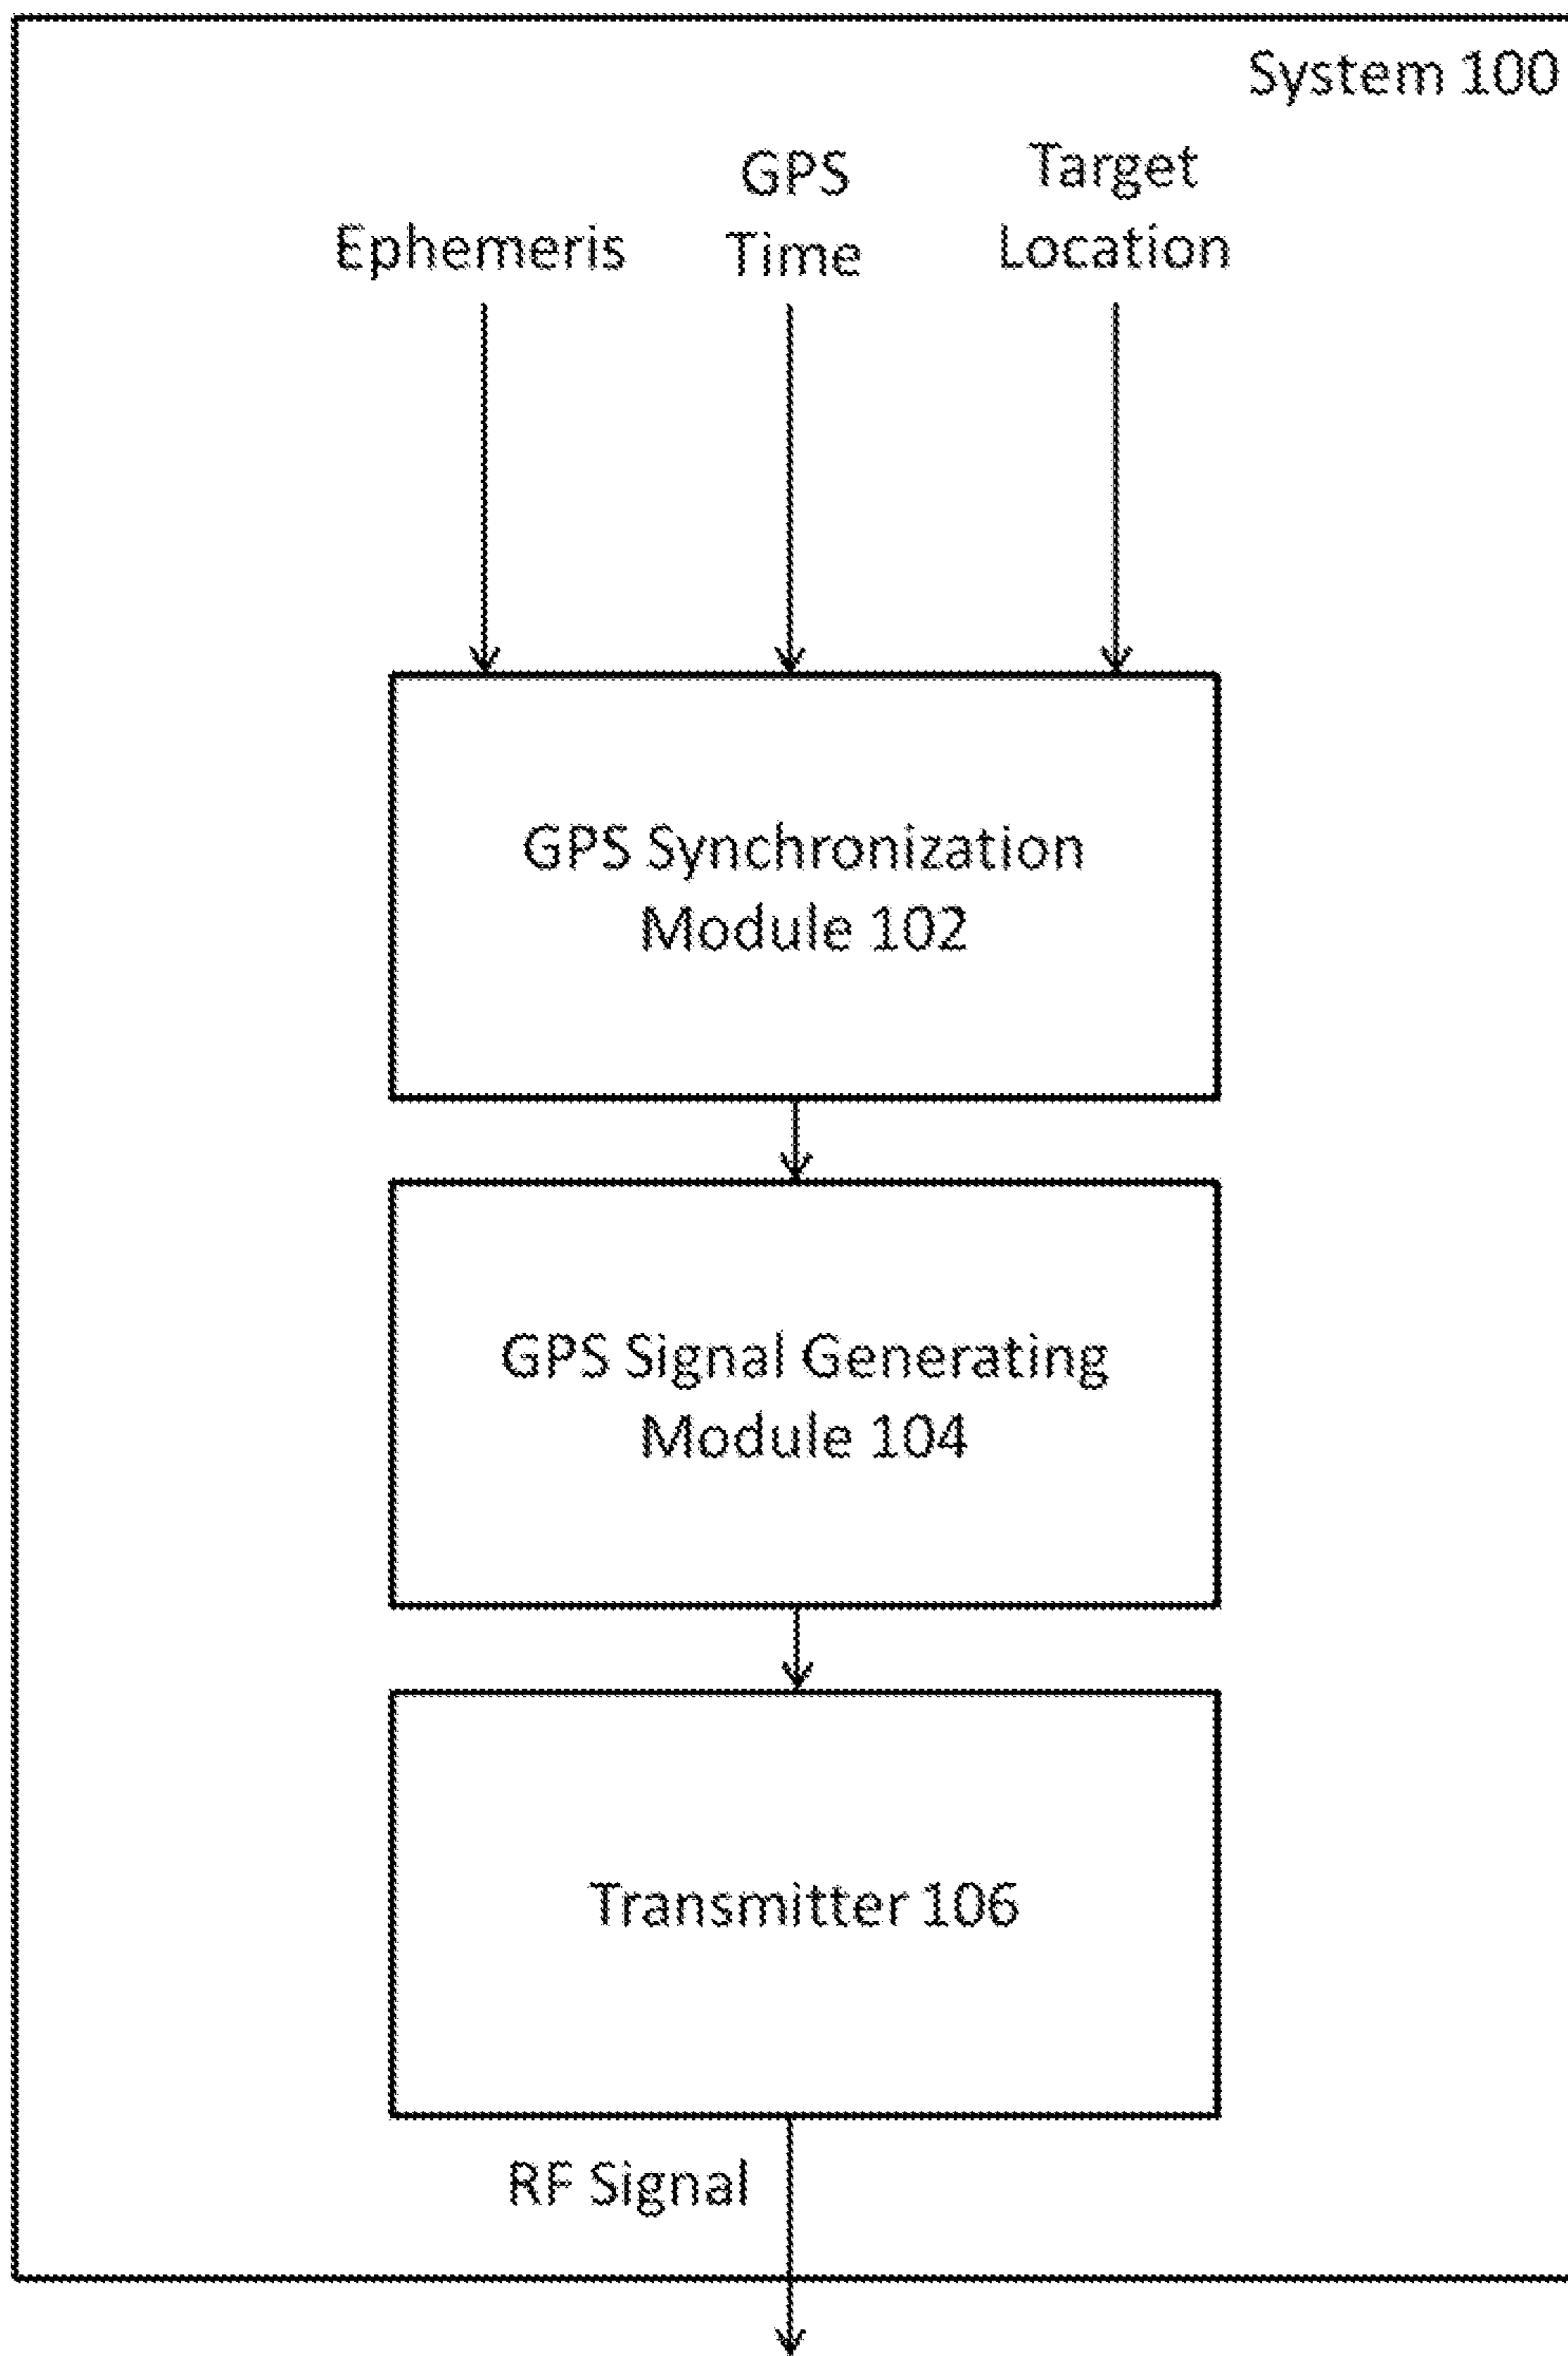 System 100
Ephemeris
GPS
Time
Target
Location
GPS Synchronization
Module 102
GPS Signal Generating
Module 104
Transmitter 106
RF Signal